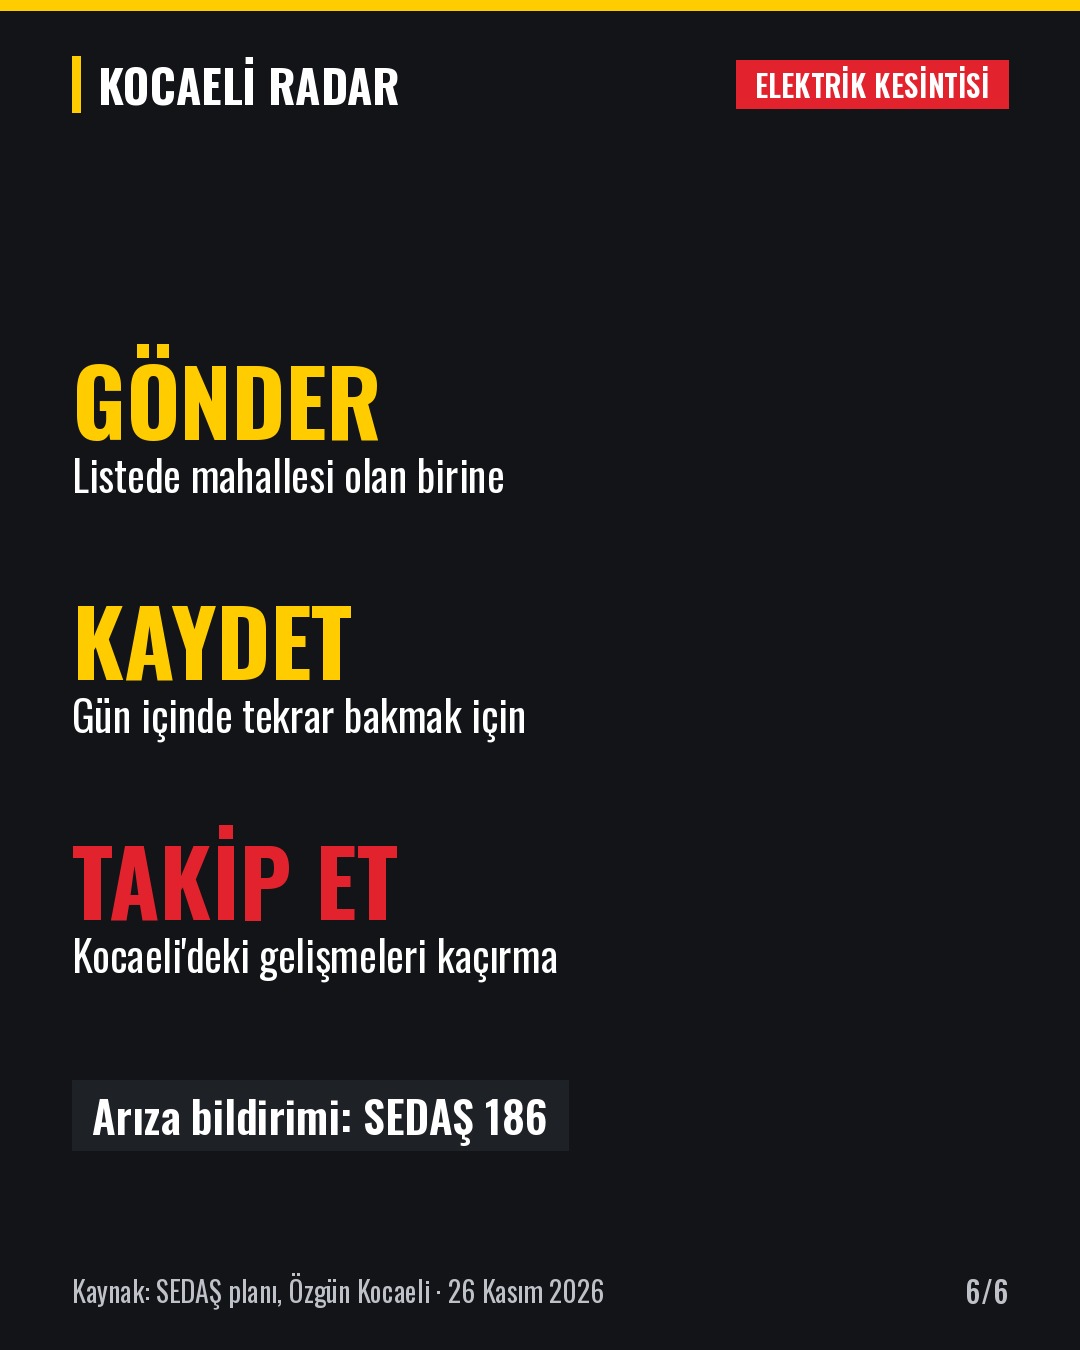 KOCAELİ RADAR
ELEKTRİK KESİNTİSİ
GÖNDER
Listede mahallesi olan birine
KAYDET
Gün içinde tekrar bakmak için
TAKİP ET
Kocaeli'deki gelişmeleri kaçırma
Arıza bildirimi: SEDAŞ 186
Kaynak: SEDAŞ planı, Özgün Kocaeli · 26 Kasım 2026
6/6